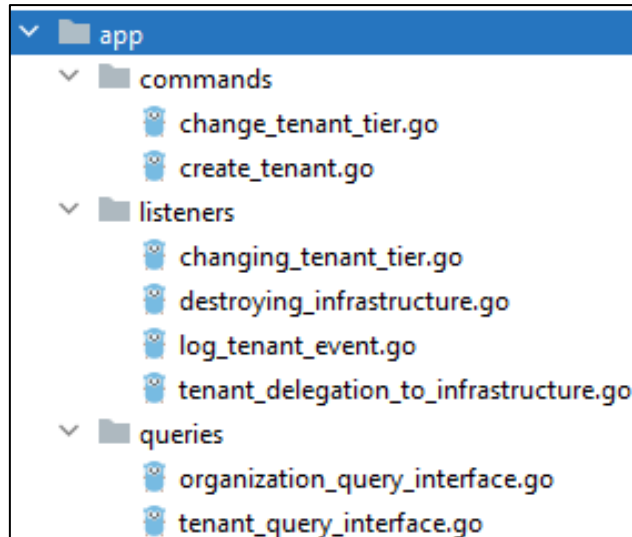 app
commands
change_tenant_tier.go
create_tenant.go
listeners
changing_tenant_tier.go
destroying_infrastructure.go
log_tenant_event.go
tenant_delegation_to_infrastructure.go
queries
organization_query_interface.go
tenant_query_interface.go